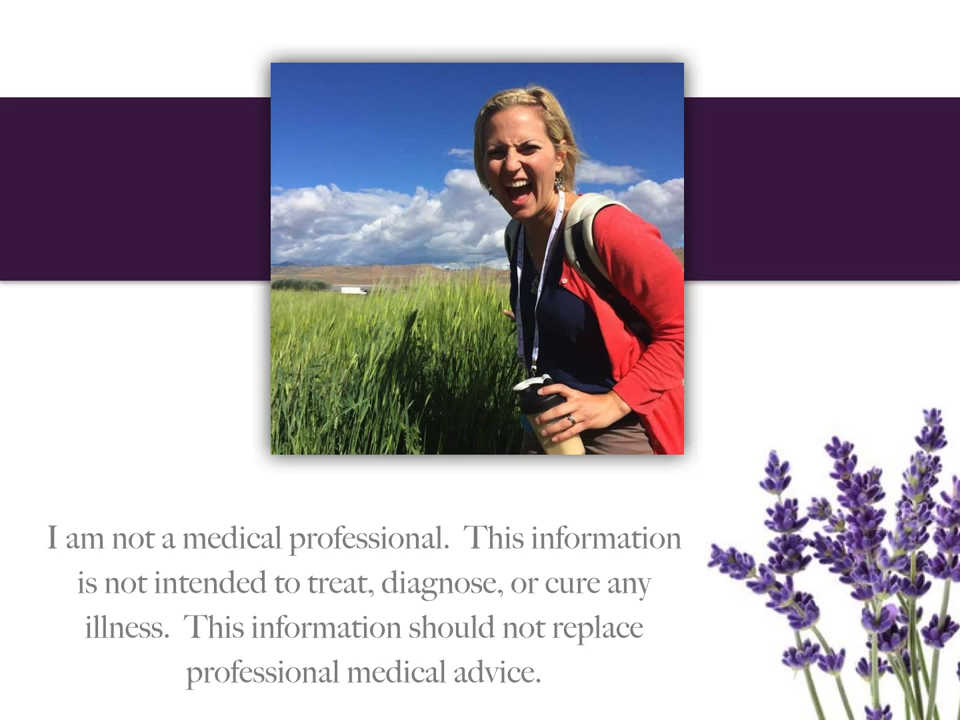 I am not a medical professional.  This information
is not intended to treat, diagnose, or cure any
illness.  This information should not replace
professional medical advice.